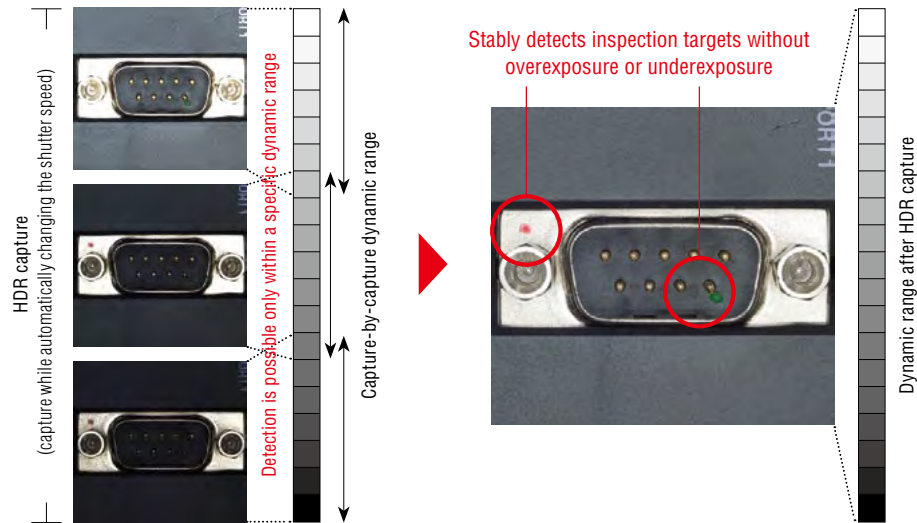 HDR capture
(capture while automatically changing the shutter speed)
Detection is possible only within a specific dynamic range
Capture-by-capture dynamic range
Stably detects inspection targets without
overexposure or underexposure
ORT1
Dynamic range after HDR capture